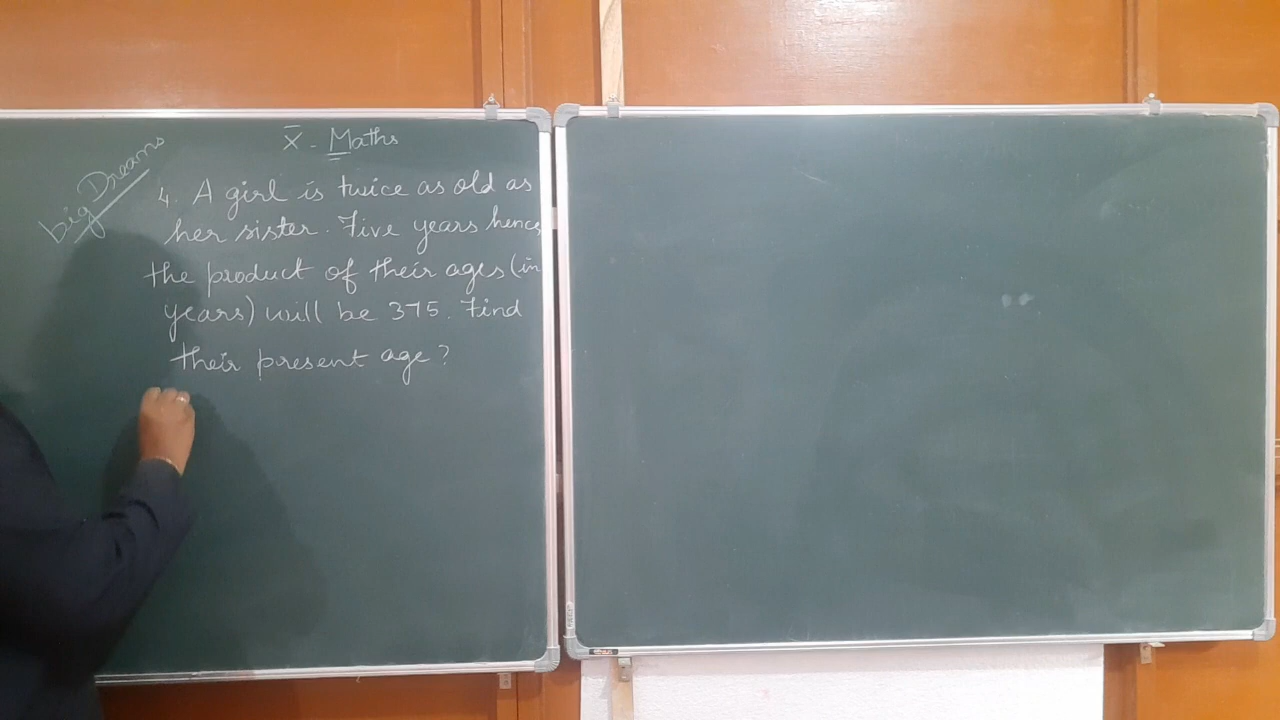 big Dreams
X̄ - Maths
4. A girl is twice as old as
her sister. Five years hence
the product of their ages (in
years) will be 375. Find
their present age?